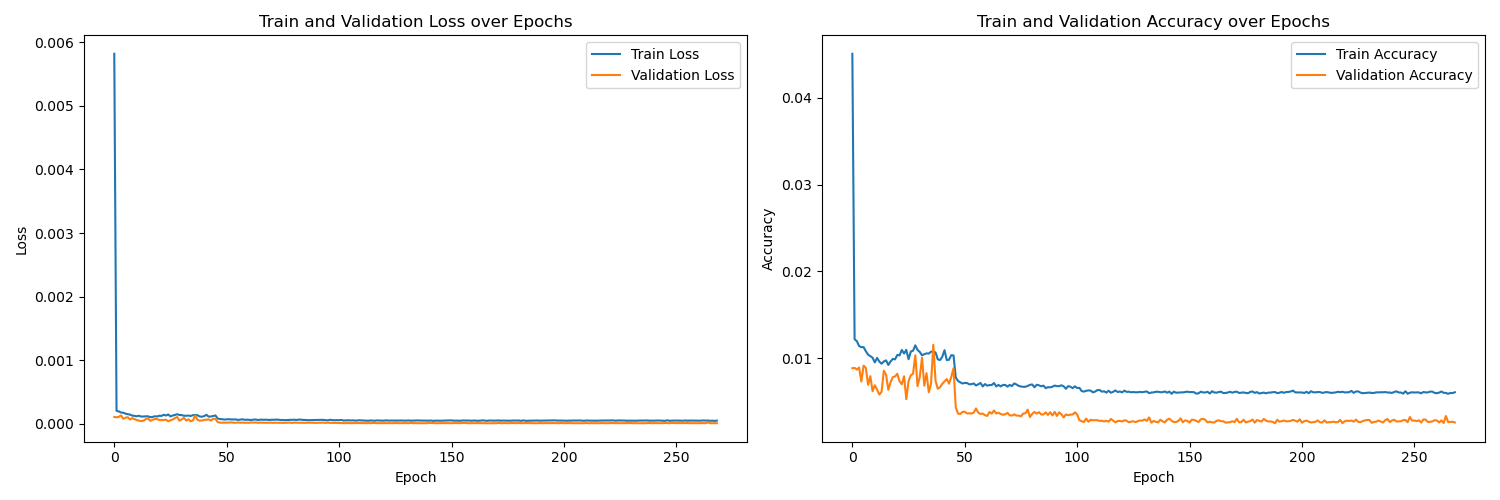 Train and Validation Loss over Epochs
0.006
0.005
0.004
0.003
0.002
0.001
0.000
Loss
0 50 100 150 200 250
Epoch
Train Loss
Validation Loss
Train and Validation Accuracy over Epochs
0.04
0.03
0.02
0.01
Accuracy
0 50 100 150 200 250
Epoch
Train Accuracy
Validation Accuracy